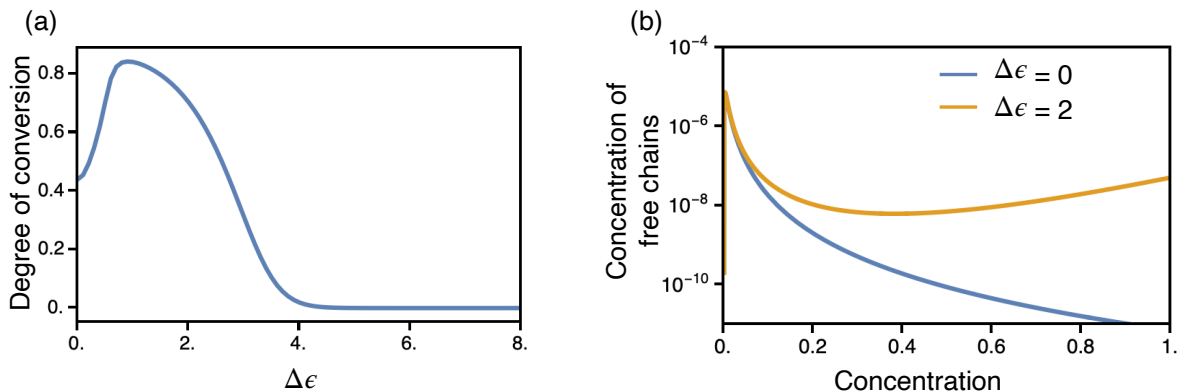 (a)
Degree of conversion
0.8
0.6
0.4
0.2
0.
0.
2.
4.
6.
8.
Δϵ
(b)
Concentration of
free chains
10⁻⁴
10⁻⁶
10⁻⁸
10⁻¹⁰
Δϵ = 0
Δϵ = 2
0.
0.2
0.4
0.6
0.8
1.
Concentration